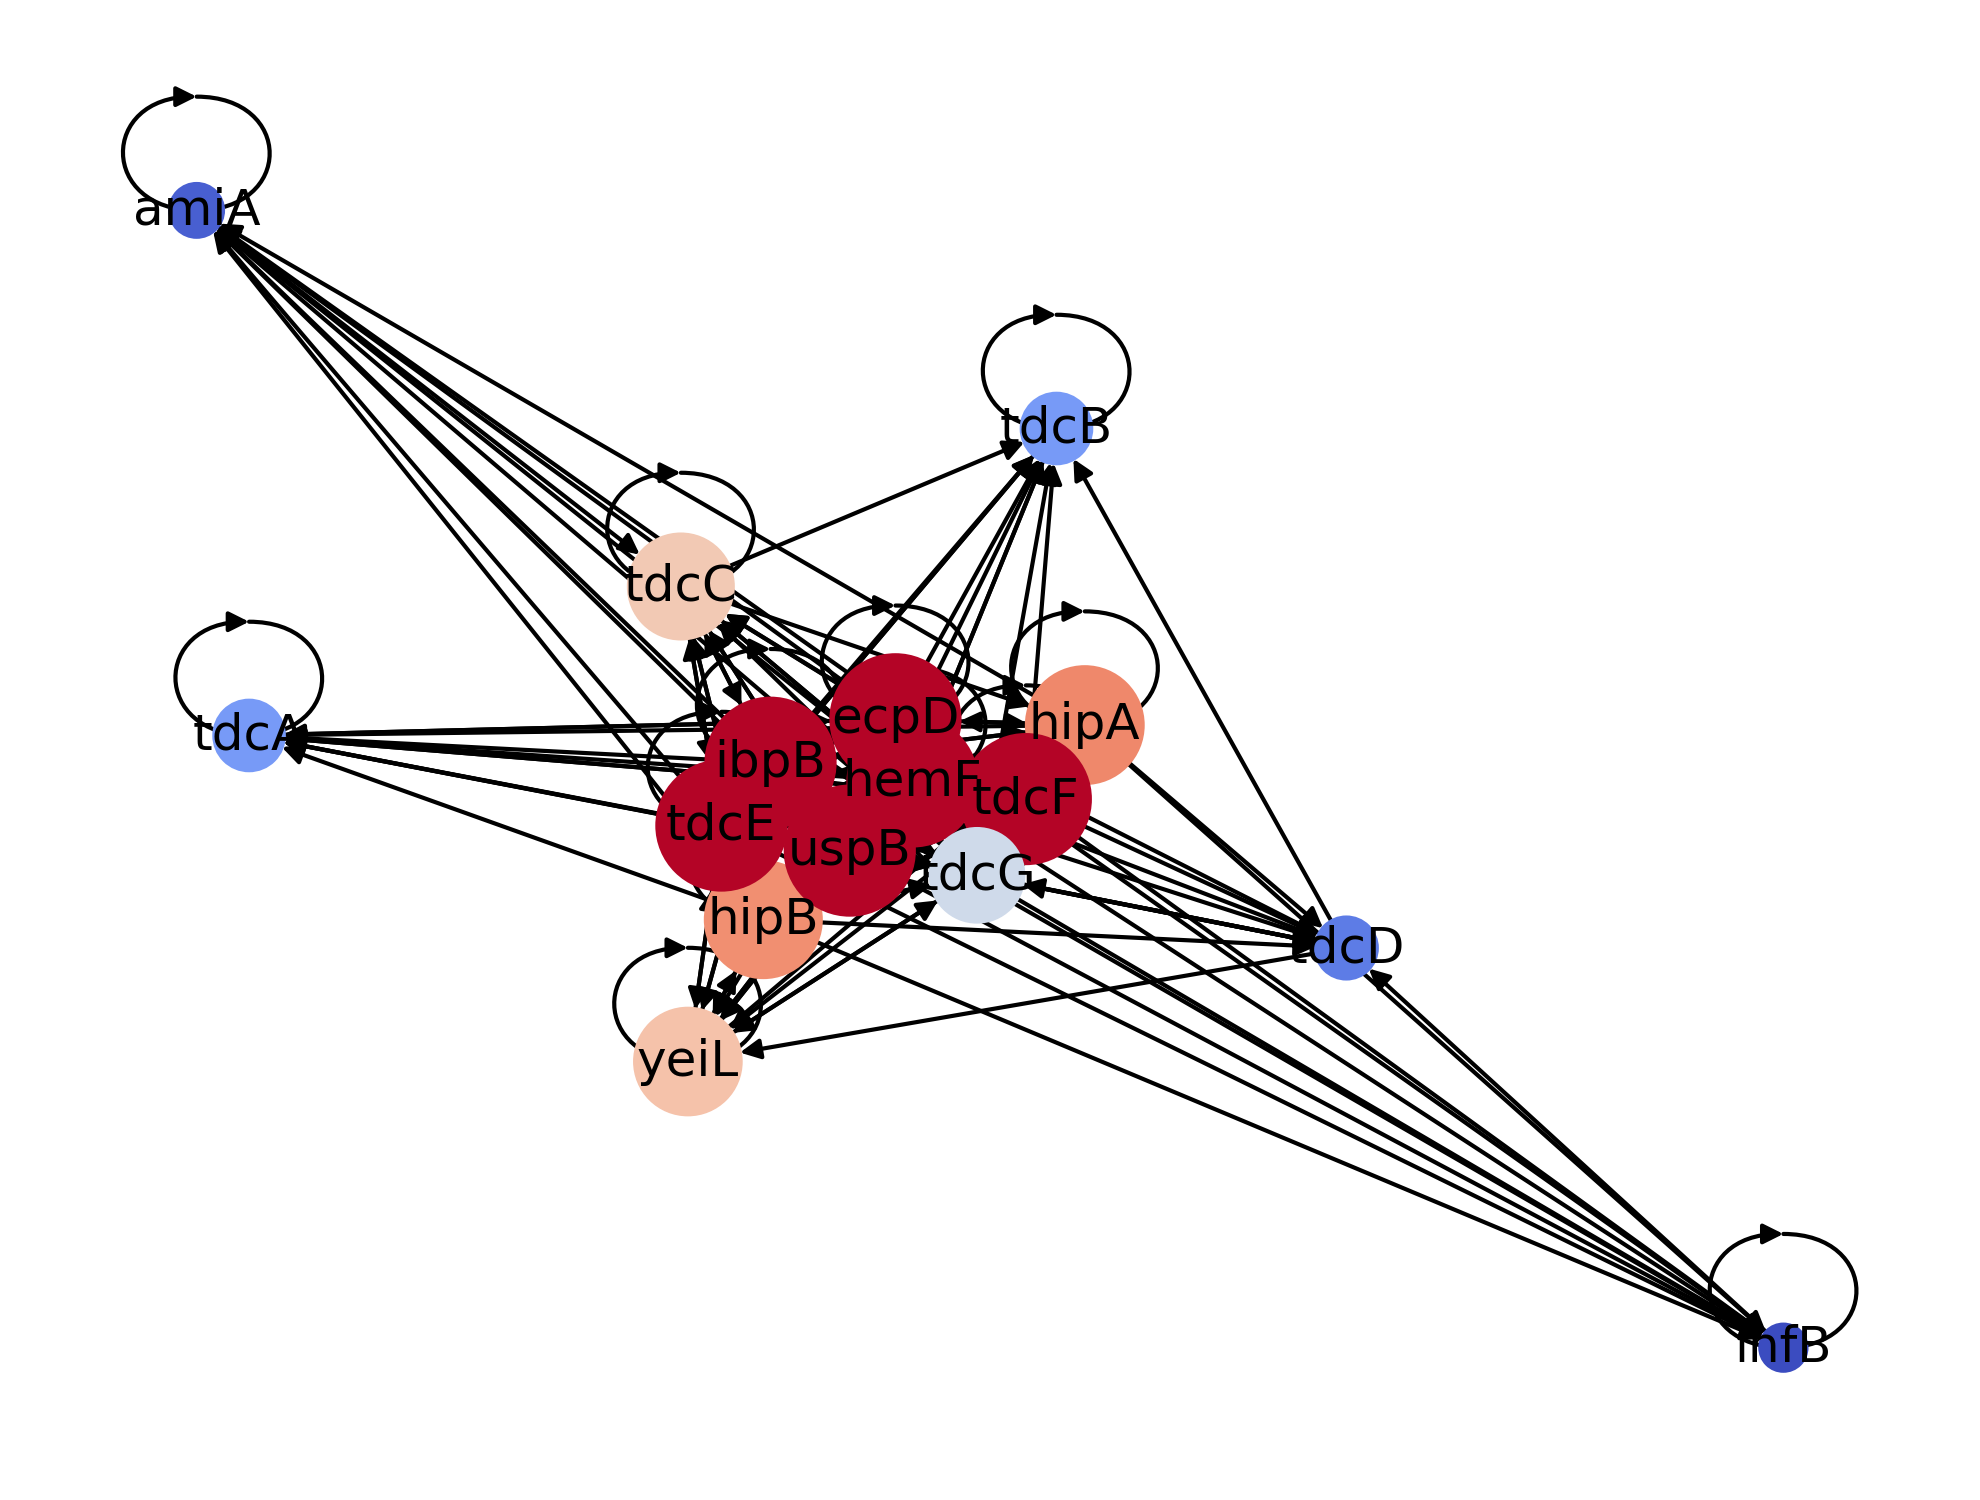 amiA
tdcB
tdcC
ecpD
hipA
tdcA
ibpB
hemF
tdcF
tdcE
uspB
tdcG
hipB
tdcD
yeiL
infB